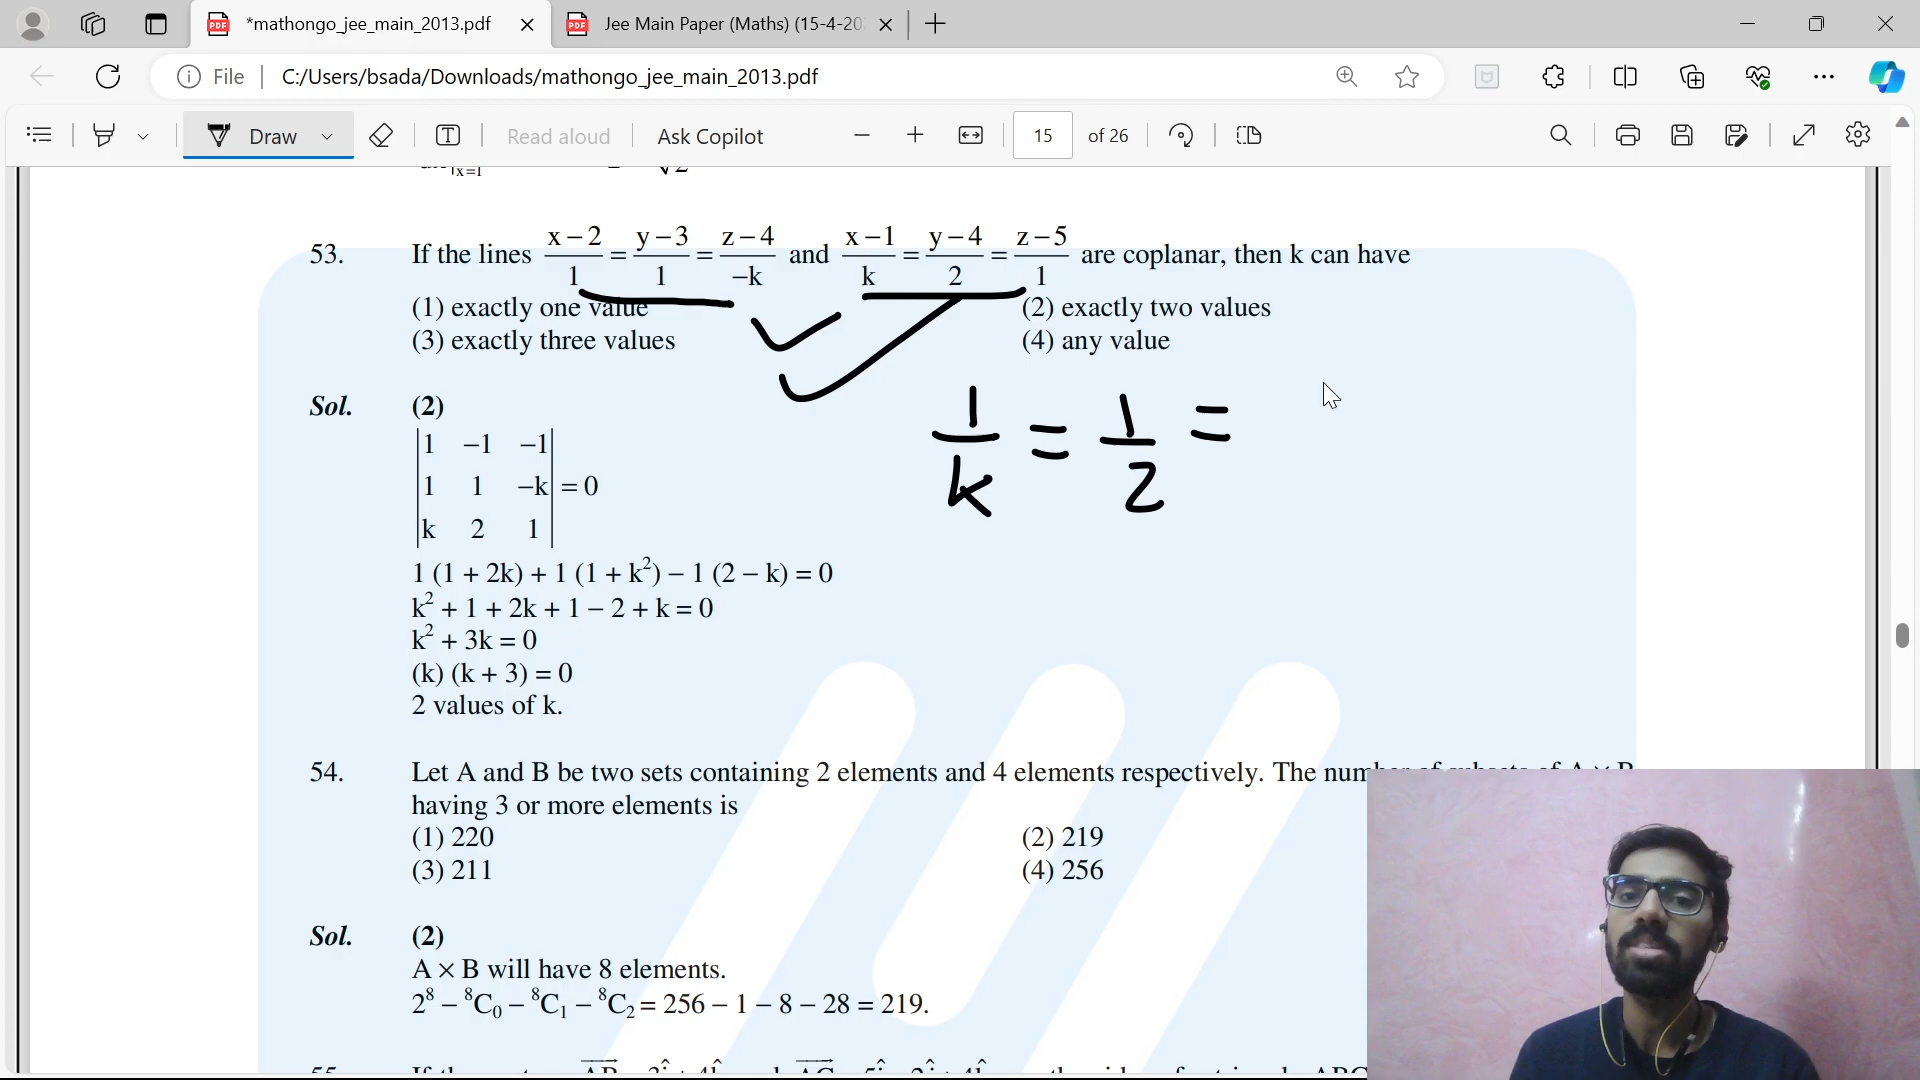 *mathongo_jee_main_2013.pdf
Jee Main Paper (Maths) (15-4-20
File
C:/Users/bsada/Downloads/mathongo_jee_main_2013.pdf
Draw
Read aloud
Ask Copilot
15
of 26
x=1
53. If the lines (x – 2)/1 = (y – 3)/1 = (z – 4)/–k and (x – 1)/k = (y – 4)/2 = (z – 5)/1 are coplanar, then k can have
(1) exactly one value (2) exactly two values
(3) exactly three values (4) any value
1/k = 1/2 =
Sol. (2)
|1 –1 –1|
|1 1 –k| = 0
|k 2 1|
1 (1 + 2k) + 1 (1 + k²) – 1 (2 – k) = 0
k² + 1 + 2k + 1 – 2 + k = 0
k² + 3k = 0
(k) (k + 3) = 0
2 values of k.
54. Let A and B be two sets containing 2 elements and 4 elements respectively. The
having 3 or more elements is
(1) 220 (2) 219
(3) 211 (4) 256
Sol. (2)
A × B will have 8 elements.
2⁸ – ⁸C₀ – ⁸C₁ – ⁸C₂ = 256 – 1 – 8 – 28 = 219.